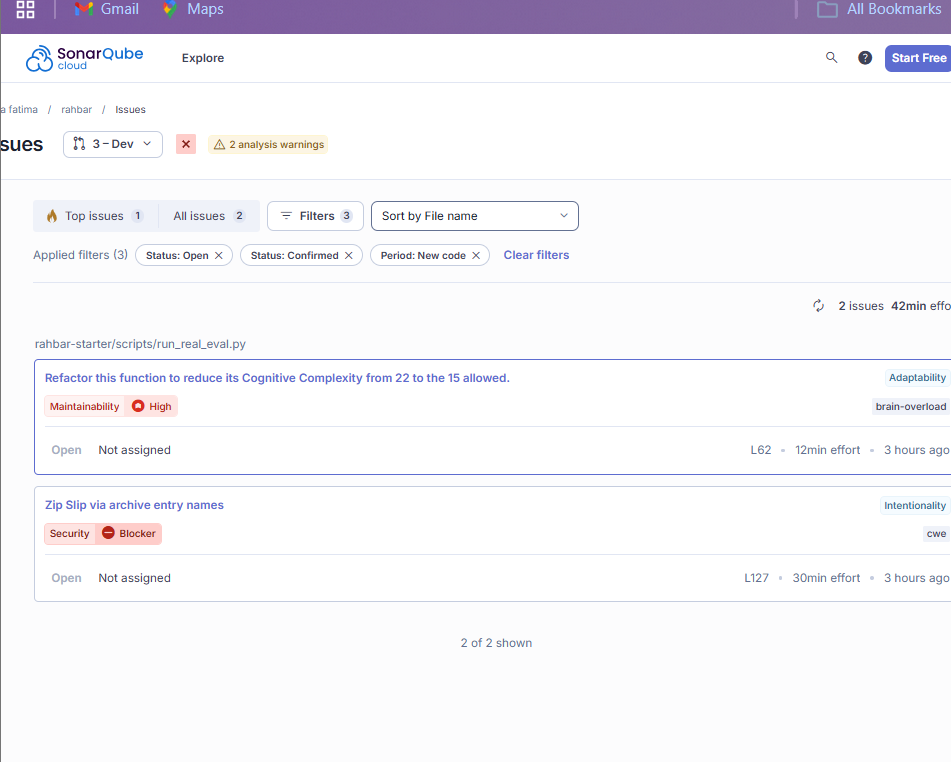 Gmail Maps All Bookmarks
SonarQube cloud Explore ? Start Free
a fatima / rahbar / Issues
ssues 3 – Dev 2 analysis warnings
Top issues 1 All issues 2 Filters 3 Sort by File name
Applied filters (3) Status: Open Status: Confirmed Period: New code Clear filters
2 issues 42min effo
rahbar-starter/scripts/run_real_eval.py
Refactor this function to reduce its Cognitive Complexity from 22 to the 15 allowed. Adaptability
Maintainability High brain-overload
Open Not assigned L62 • 12min effort • 3 hours ago
Zip Slip via archive entry names Intentionality
Security Blocker cwe
Open Not assigned L127 • 30min effort • 3 hours ago
2 of 2 shown